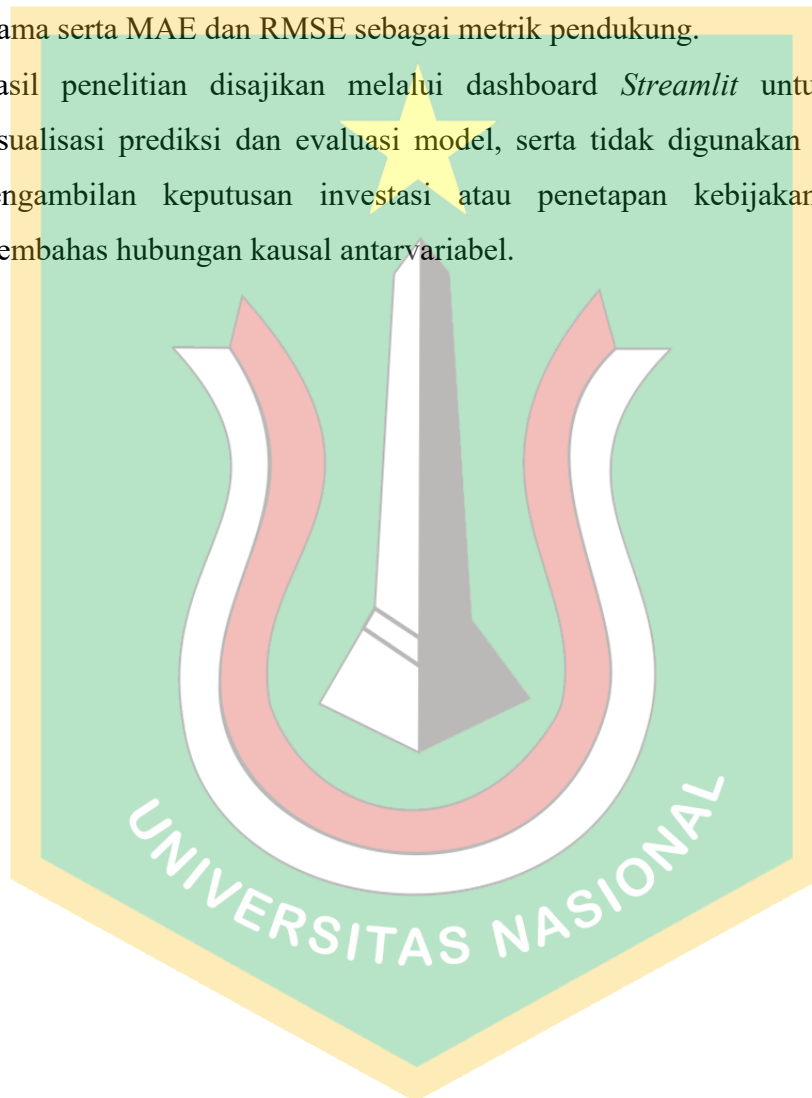 ama serta MAE dan RMSE sebagai metrik pendukung.
asil penelitian disajikan melalui dashboard Streamlit untu
sualisasi prediksi dan evaluasi model, serta tidak digunakan
engambilan keputusan investasi atau penetapan kebijakan
embahas hubungan kausal antarvariabel.
UNIVERSITAS NASIONAL